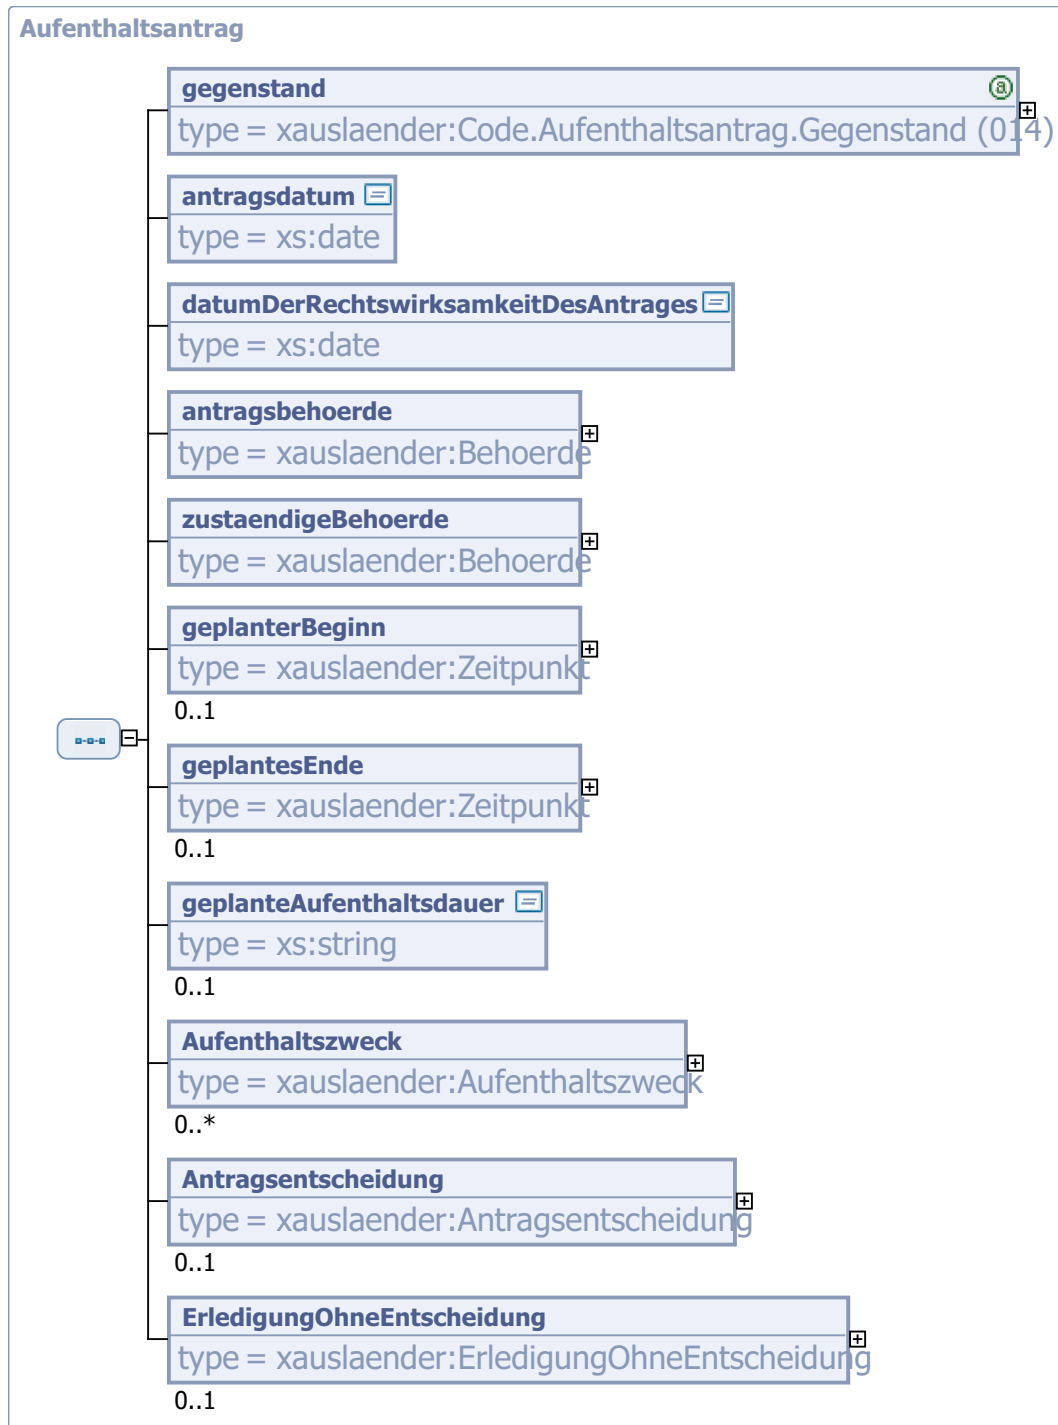 Aufenthaltsantrag
gegenstand
type = xauslaender:Code.Aufenthaltsantrag.Gegenstand (014)
antragsdatum
type = xs:date
datumDerRechtswirksamkeitDesAntrages
type = xs:date
antragsbehoerde
type = xauslaender:Behoerde
zustaendigeBehoerde
type = xauslaender:Behoerde
geplanterBeginn
type = xauslaender:Zeitpunkt
0..1
geplantesEnde
type = xauslaender:Zeitpunkt
0..1
geplanteAufenthaltsdauer
type = xs:string
0..1
Aufenthaltszweck
type = xauslaender:Aufenthaltszweck
0..*
Antragsentscheidung
type = xauslaender:Antragsentscheidung
0..1
ErledigungOhneEntscheidung
type = xauslaender:ErledigungOhneEntscheidung
0..1